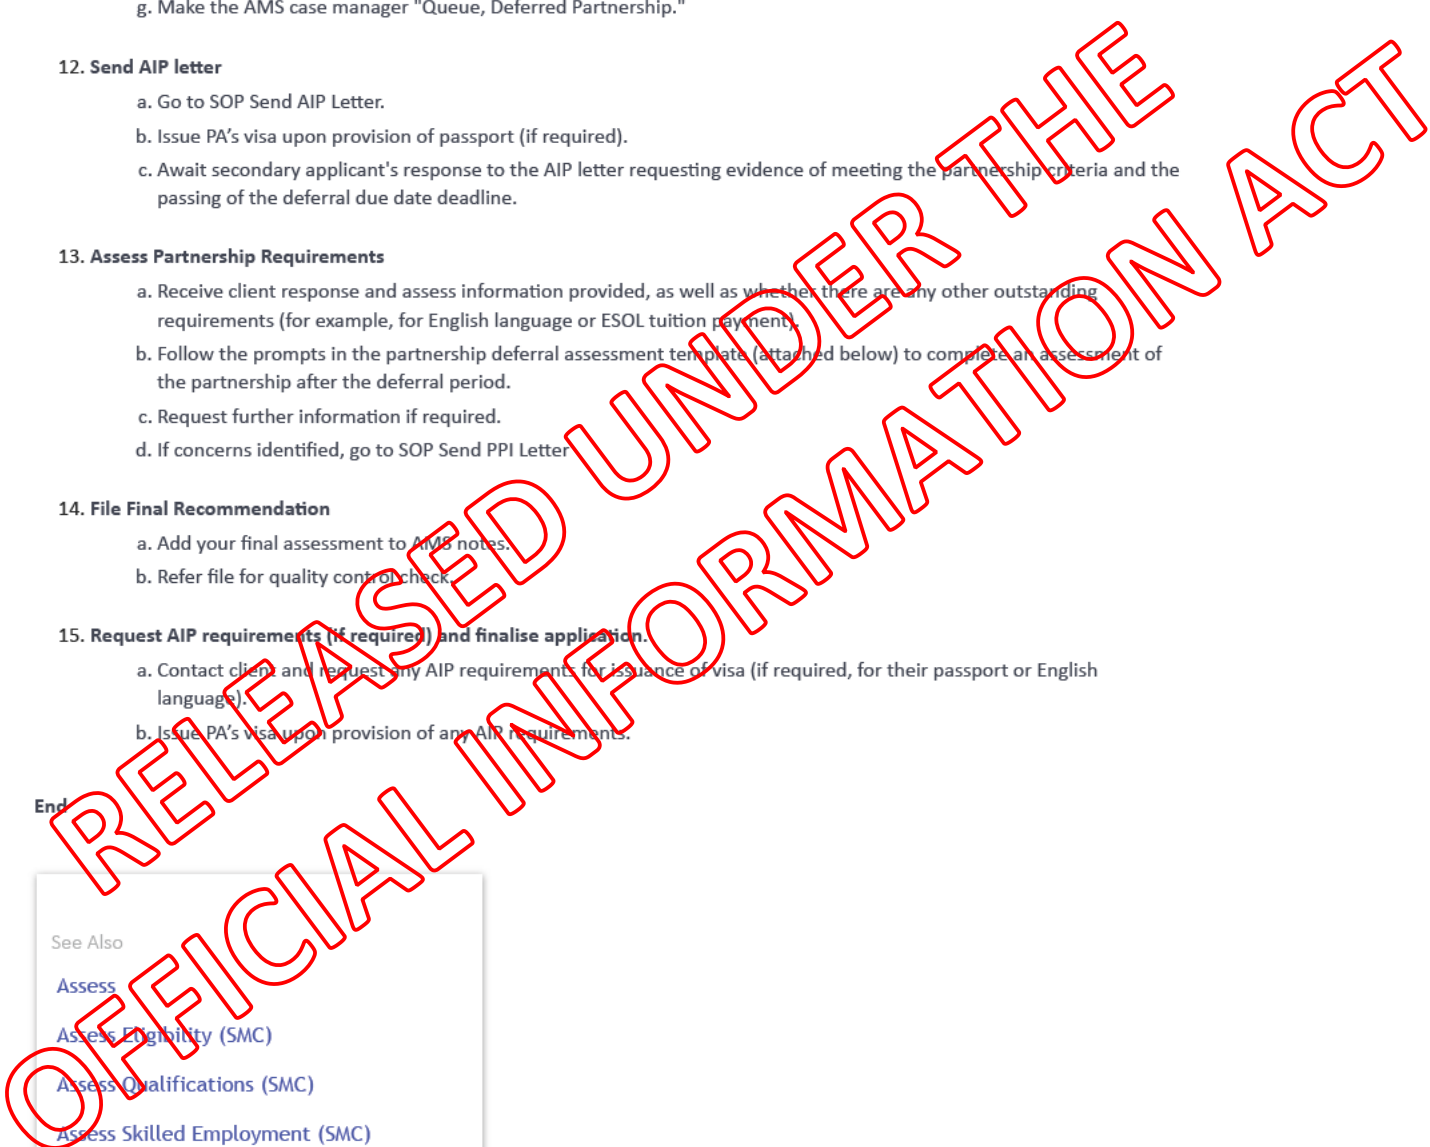 g. Make the AMS case manager "Queue, Deferred Partnership."
12. Send AIP letter
a. Go to SOP Send AIP Letter.
b. Issue PA’s visa upon provision of passport (if required).
c. Await secondary applicant's response to the AIP letter requesting evidence of meeting the partnership criteria and the
passing of the deferral due date deadline.
13. Assess Partnership Requirements
a. Receive client response and assess information provided, as well as whether there are any other outstanding
requirements (for example, for English language or ESOL tuition payment).
b. Follow the prompts in the partnership deferral assessment template (attached below) to complete an assessment of
the partnership after the deferral period.
c. Request further information if required.
d. If concerns identified, go to SOP Send PPI Letter
14. File Final Recommendation
a. Add your final assessment to AMS notes.
b. Refer file for quality control check.
15. Request AIP requirements (if required) and finalise application.
a. Contact client and request any AIP requirements for issuance of visa (if required, for their passport or English
language).
b. Issue PA’s visa upon provision of any AIP requirements.
End
See Also
Assess
Assess Eligibility (SMC)
Assess Qualifications (SMC)
Assess Skilled Employment (SMC)
RELEASED UNDER THE
OFFICIAL INFORMATION ACT